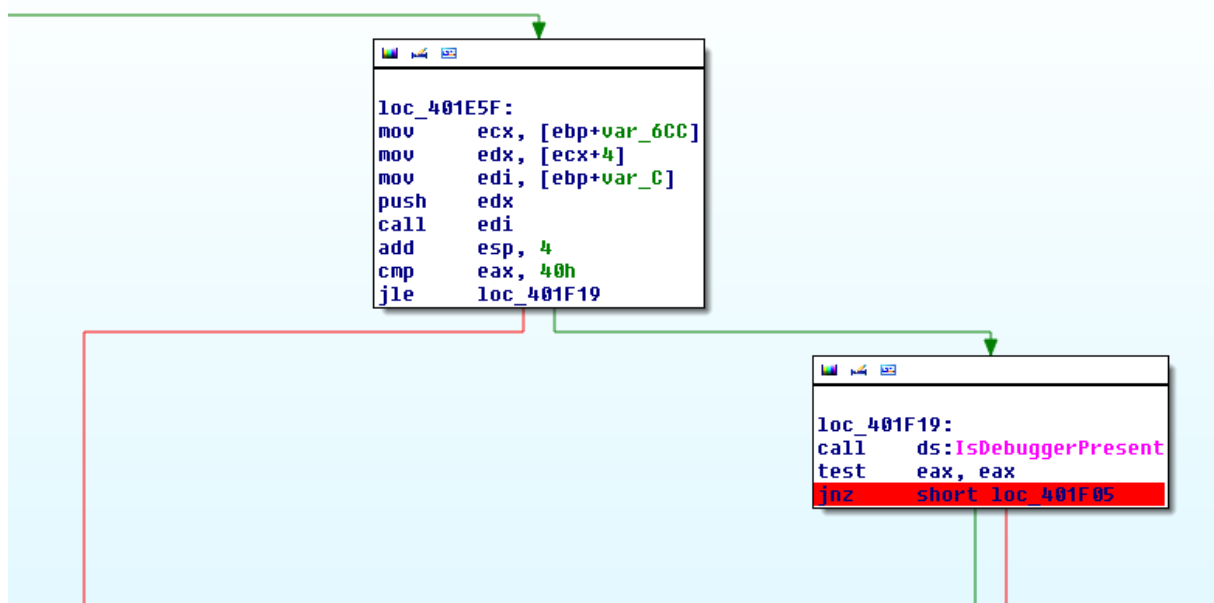 loc_401E5F:
mov ecx, [ebp+var_6CC]
mov edx, [ecx+4]
mov edi, [ebp+var_C]
push edx
call edi
add esp, 4
cmp eax, 40h
jle loc_401F19
loc_401F19:
call ds:IsDebuggerPresent
test eax, eax
jnz short loc_401F05